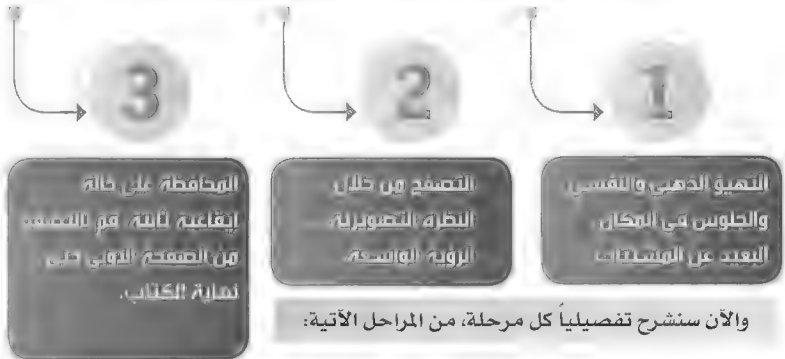 1
التهيؤ الذهني والنفسي،
والجلوس في المكان
البعيد عن المشتتات
2
التصفح من خلال
النظرة التصويرية،
الرؤية الواسعة.
3
المحافظة على حالة
إيقاعية ثابتة،
من الصفحة الأولى حتى
نهاية الكتاب.
والآن سنشرح تفصيلياً كل مرحلة، من المراحل الآتية: